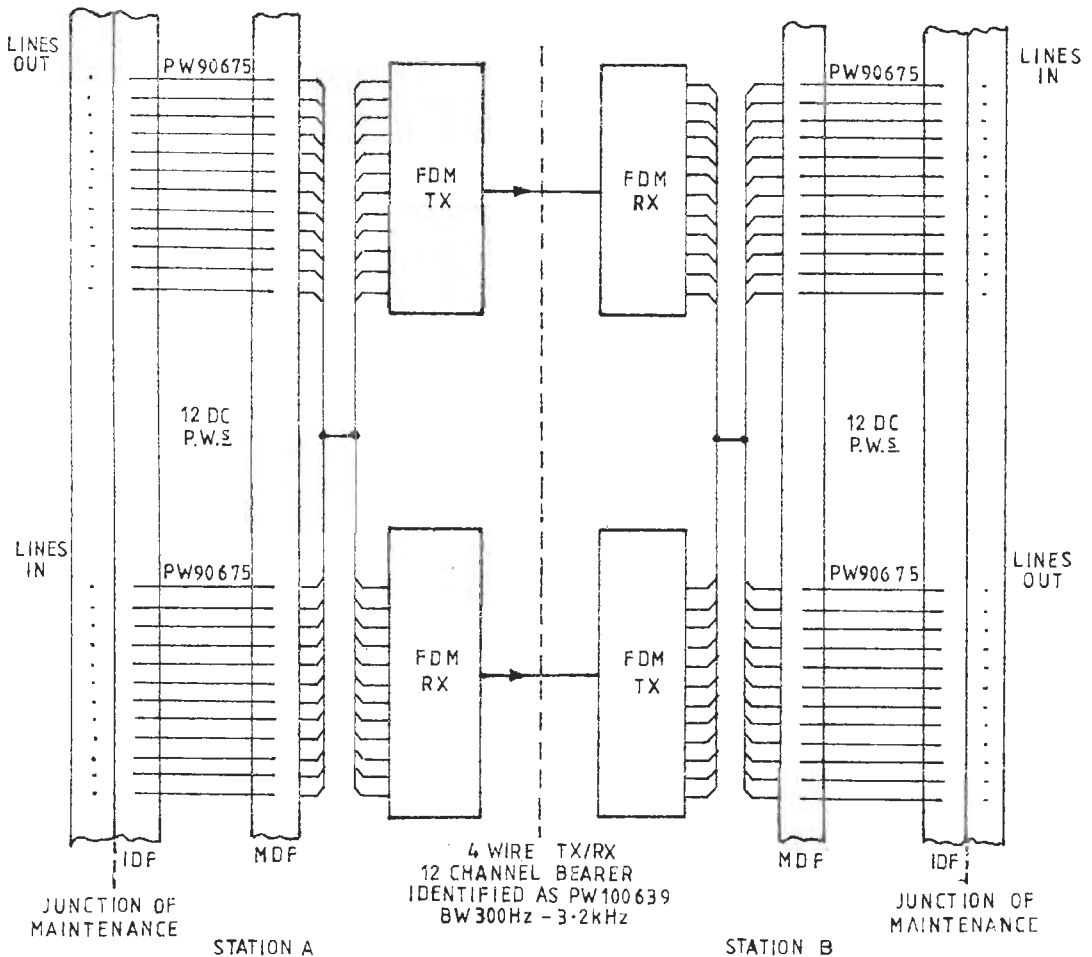 LINES
OUT
PW90675
FDM
TX
FDM
RX
PW90675
LINES
IN
12 DC
P.W.s
12 DC
P.W.s
LINES
IN
PW90675
FDM
RX
FDM
TX
PW90675
LINES
OUT
IDF
MDF
4 WIRE TX/RX
12 CHANNEL BEARER
IDENTIFIED AS PW100639
BW 300Hz - 3·2kHz
MDF
IDF
JUNCTION OF
MAINTENANCE
JUNCTION OF
MAINTENANCE
STATION A
STATION B